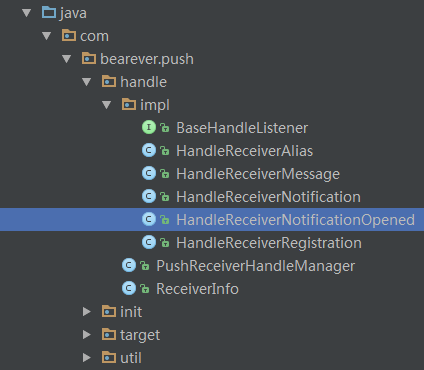 java
com
bearever.push
handle
impl
I BaseHandleListener
C HandleReceiverAlias
C HandleReceiverMessage
C HandleReceiverNotification
C HandleReceiverNotificationOpened
C HandleReceiverRegistration
C PushReceiverHandleManager
C ReceiverInfo
init
target
util